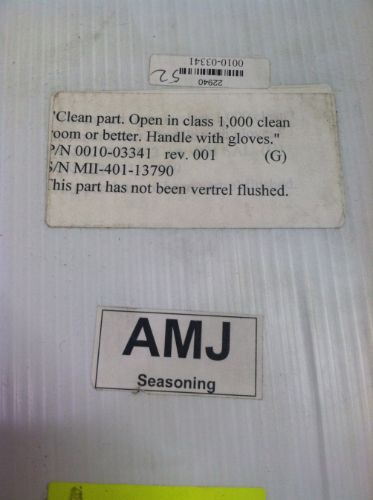 0010-03341
22940
52
"Clean part. Open in class 1,000 clean
room or better. Handle with gloves."
P/N 0010-03341 rev. 001 (G)
S/N MII-401-13790
This part has not been vertrel flushed.
AMJ
Seasoning